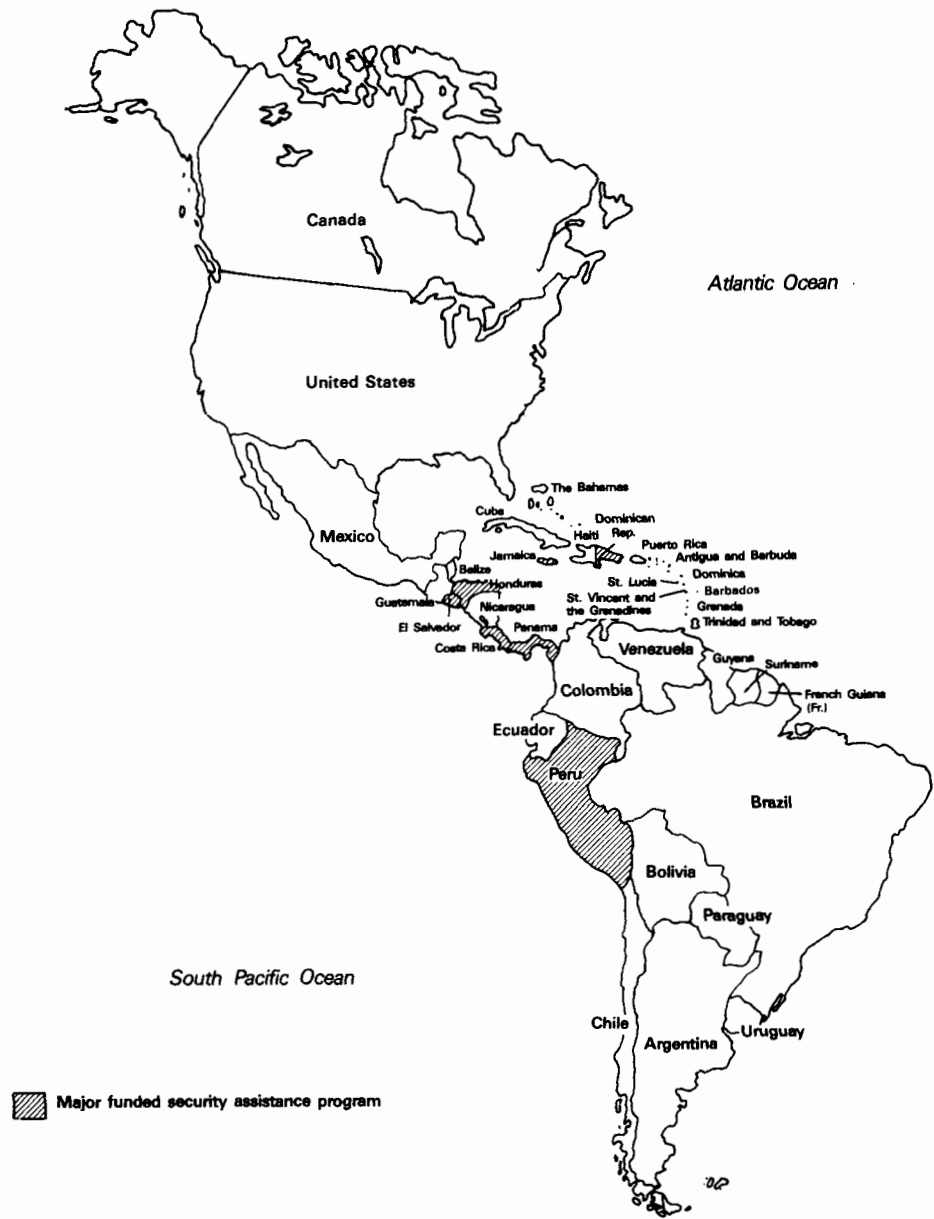 Canada
Atlantic Ocean
United States
The Bahamas
Cuba
Dominican
Rep.
Haiti
Mexico
Puerto Rica
Jamaica
Antigua and Barbuda
Belize
Dominica
Honduras
St. Lucia
Barbados
Guatemala
Nicaragua
St. Vincent and
the Grenadines
Grenada
El Salvador
Panama
Trinidad and Tobago
Costa Rica
Venezuela
Guyana
Suriname
Colombia
French Guiana
(Fr.)
Ecuador
Peru
Brazil
Bolivia
Paraguay
South Pacific Ocean
Chile
Uruguay
Argentina
Major funded security assistance program